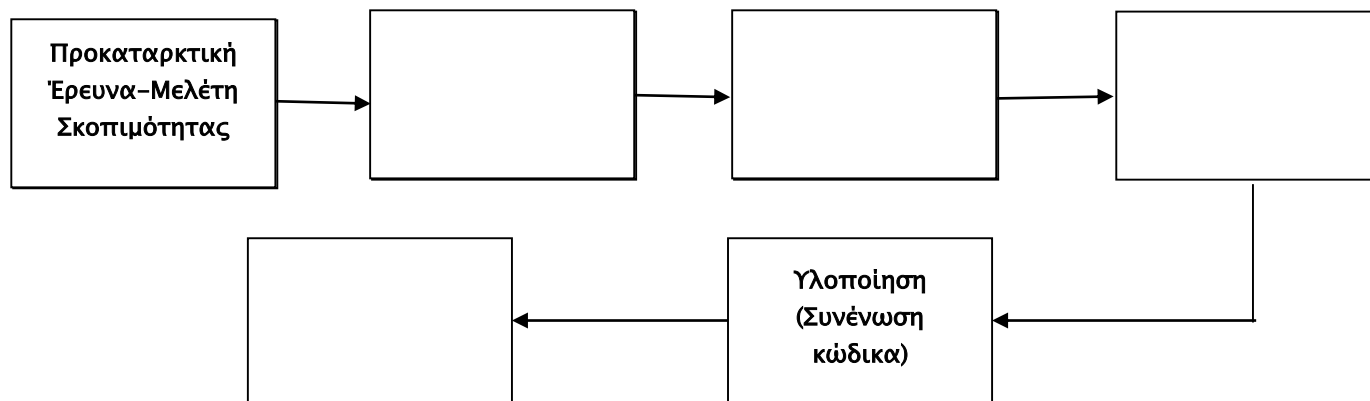 Προκαταρκτική
Έρευνα–Μελέτη
Σκοπιμότητας
Υλοποίηση
(Συνένωση
κώδικα)